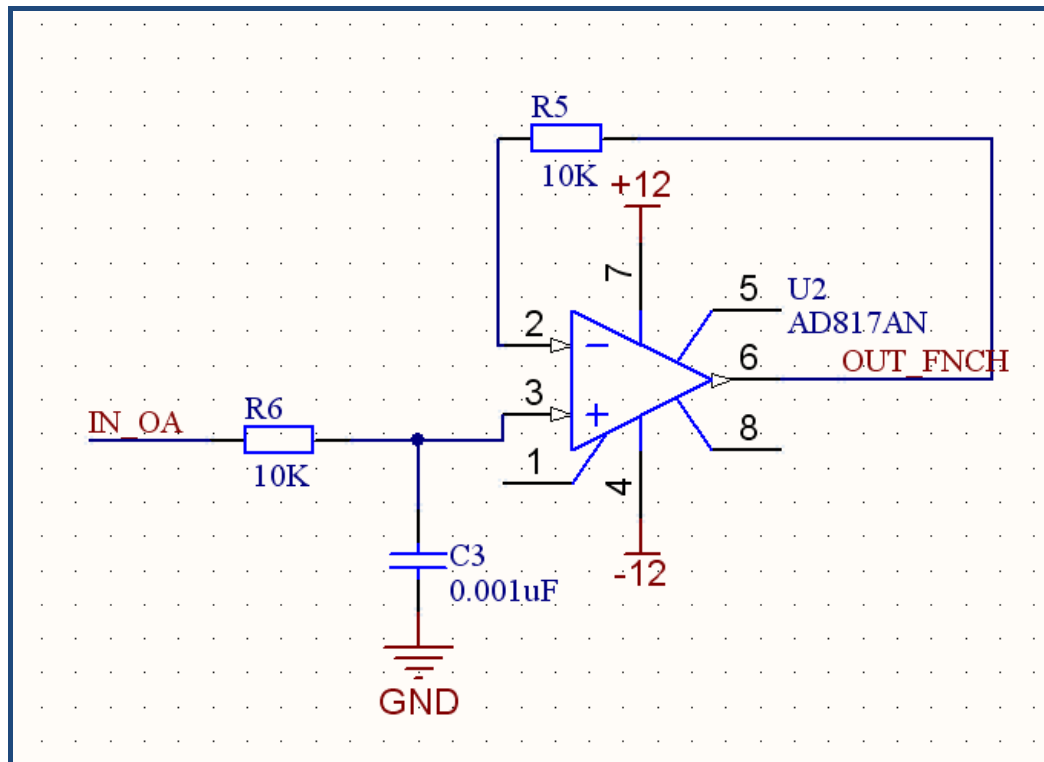 R5
10K
+12
7
5
U2
AD817AN
2
6
OUT_FNCH
3
IN_OA
R6
10K
8
1
4
C3
0.001uF
-12
GND